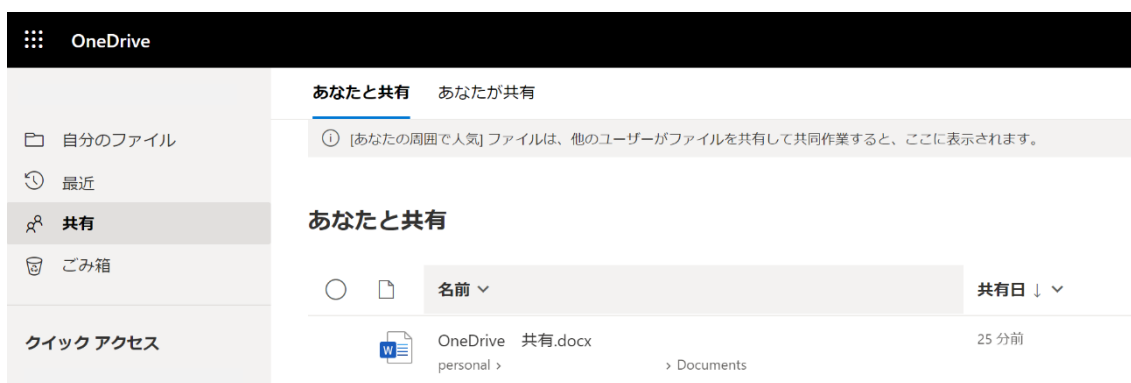 OneDrive
あなたと共有 あなたが共有
[あなたの周囲で人気] ファイルは、他のユーザーがファイルを共有して共同作業すると、ここに表示されます。
自分のファイル
最近
共有
ごみ箱
クイック アクセス
あなたと共有
名前 共有日 ↓
OneDrive 共有.docx 25 分前
personal > > Documents